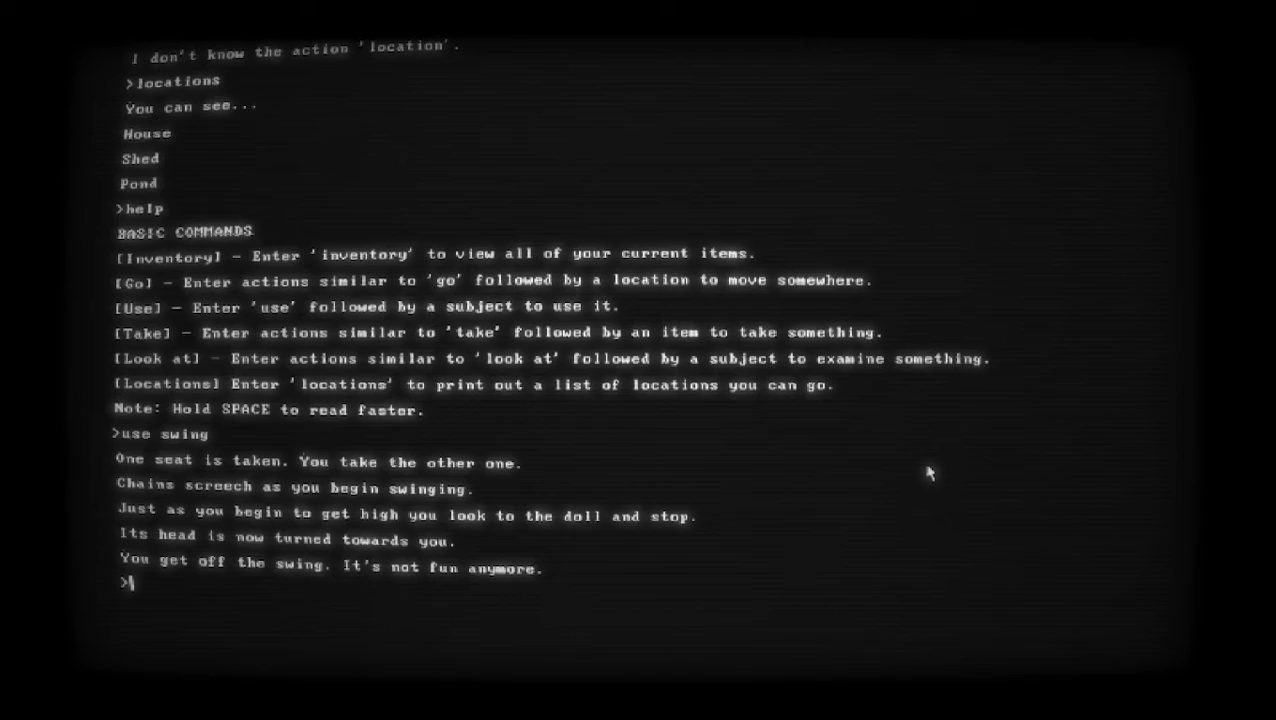 I don't know the action 'location'.
>locations
You can see...
House
Shed
Pond
>help
BASIC COMMANDS
[Inventory] - Enter 'inventory' to view all of your current items.
[Go] - Enter actions similar to 'go' followed by a location to move somewhere.
[Use] - Enter 'use' followed by a subject to use it.
[Take] - Enter actions similar to 'take' followed by an item to take something.
[Look at] - Enter actions similar to 'look at' followed by a subject to examine something.
[Locations] Enter 'locations' to print out a list of locations you can go.
Note: Hold SPACE to read faster.
>use swing
One seat is taken. You take the other one.
Chains screech as you begin swinging.
Just as you begin to get high you look to the doll and stop.
Its head is now turned towards you.
You get off the swing. It's not fun anymore.
>